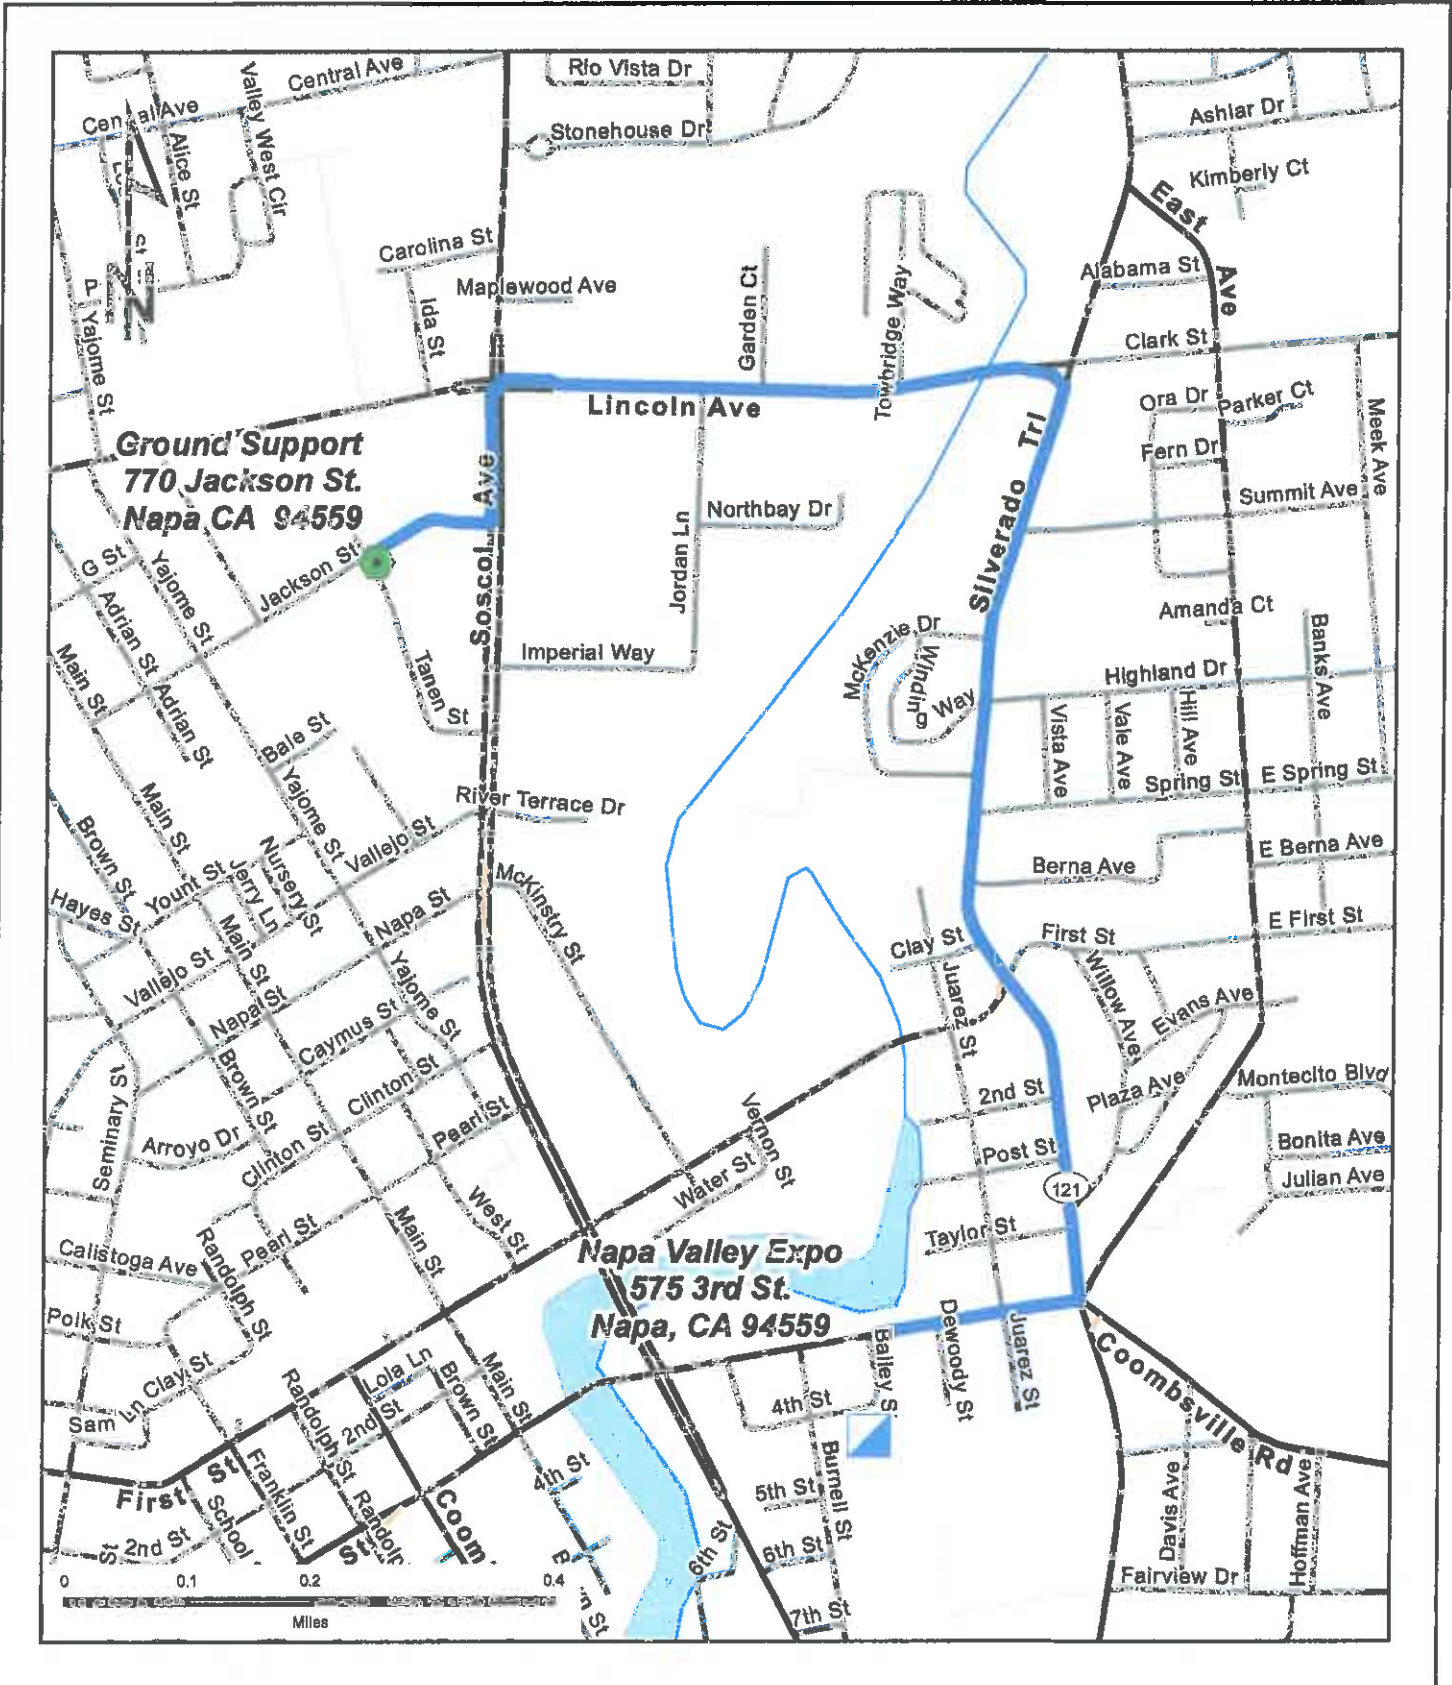 Central Ave
Rio Vista Dr
Central Ave
Valley West Cir
Stonehouse Dr
Ashlar Dr
Alice St
Kimberly Ct
East Ave
Carolina St
Alabama St
Maplewood Ave
N
Ida St
Garden Ct
Towbridge Way
Yajome St
Clark St
Lincoln Ave
Ora Dr
Parker Ct
Meek Ave
Ground Support
770 Jackson St.
Napa,CA 94559
Fern Dr
Soscol Ave
Silverado Trl
Summit Ave
Northbay Dr
Jordan Ln
G St
Yajome St
Jackson St
Adrian St
Amanda Ct
Banks Ave
McKenzie Dr
Winding Way
Imperial Way
Main St
Tanen St
Highland Dr
Adrian St
Vista Ave
Vale Ave
Hill Ave
Bale St
Spring St
E Spring St
Main St
Yajome St
River Terrace Dr
Brown St
Vallejo St
Nursery St
Jerry Ln
Yount St
Berna Ave
E Berna Ave
McKinstry St
Hayes St
Napa St
Main St
Clay St
First St
E First St
Vallejo St
Juarez St
Willow Ave
Evans Ave
Napa St
Yajome St
Caymus St
Brown St
Clinton St
2nd St
Plaza Ave
Montecito Blvd
Seminary St
Pearl St
Vernon St
Arroyo Dr
Clinton St
Post St
Bonita Ave
Water St
121
Julian Ave
West St
Main St
Pearl St
Taylor St
Calistoga Ave
Randolph St
Napa Valley Expo
575 3rd St.
Napa, CA 94559
Polk St
Bailey S
Dewoody St
Juarez St
Coombsville Rd
Clay St
Lola Ln
Main St
Brown St
Randolph St
2nd St
4th St
Sam
Ln
Burnell St
4th St
First St
Franklin St
5th St
Davis Ave
Hoffman Ave
School
Randolp
Coom
2nd St
St
St
6th St
6th St
Fairview Dr
7th St
0 0.1 0.2 0.4
Miles